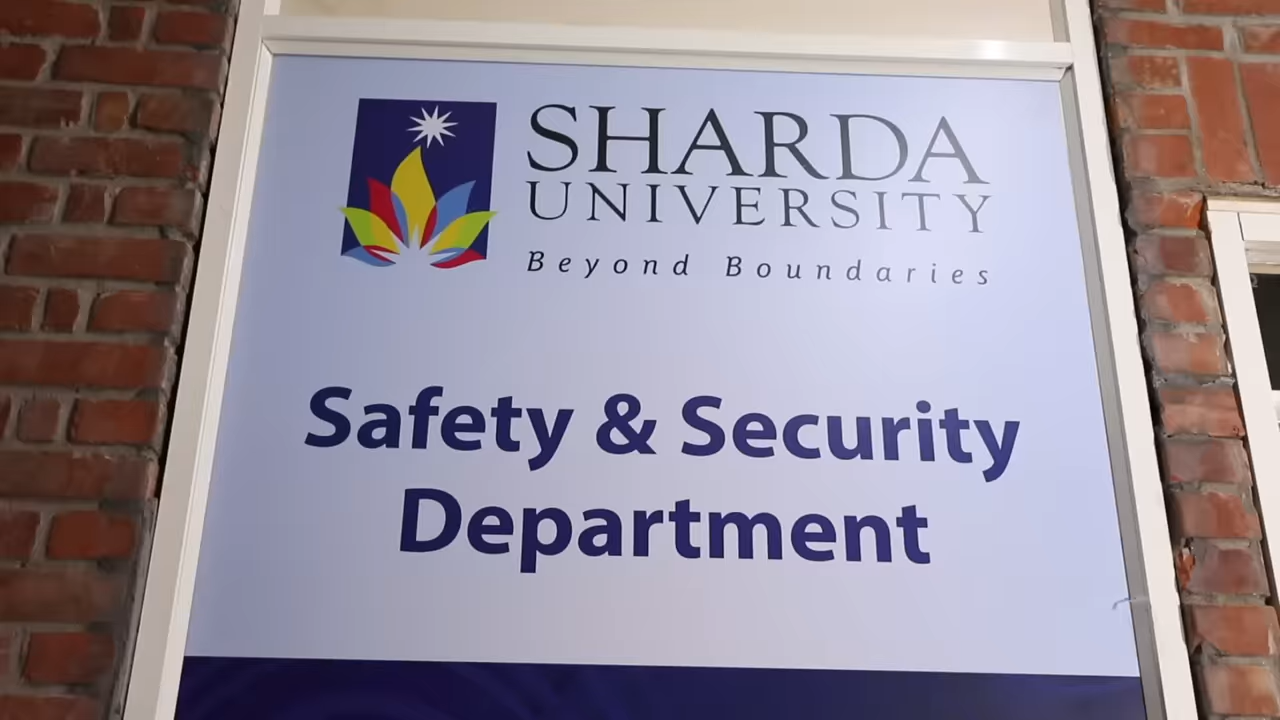 SHARDA
UNIVERSITY
Beyond Boundaries
Safety & Security
Department